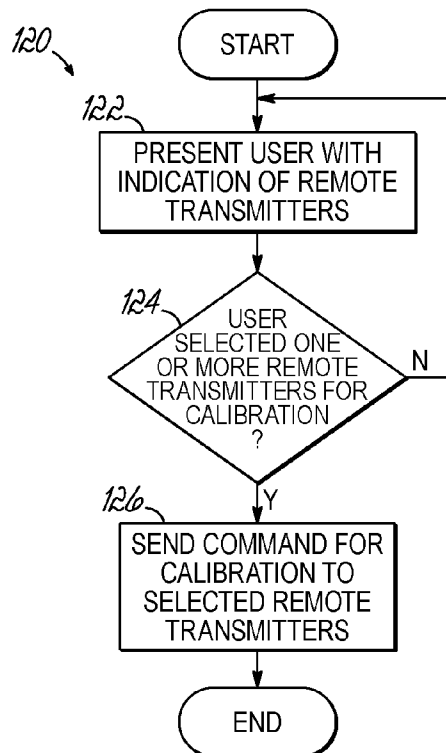 120
START
122
PRESENT USER WITH
INDICATION OF REMOTE
TRANSMITTERS
124
USER
SELECTED ONE
OR MORE REMOTE
TRANSMITTERS FOR
CALIBRATION
?
N
Y
126
SEND COMMAND FOR
CALIBRATION TO
SELECTED REMOTE
TRANSMITTERS
END